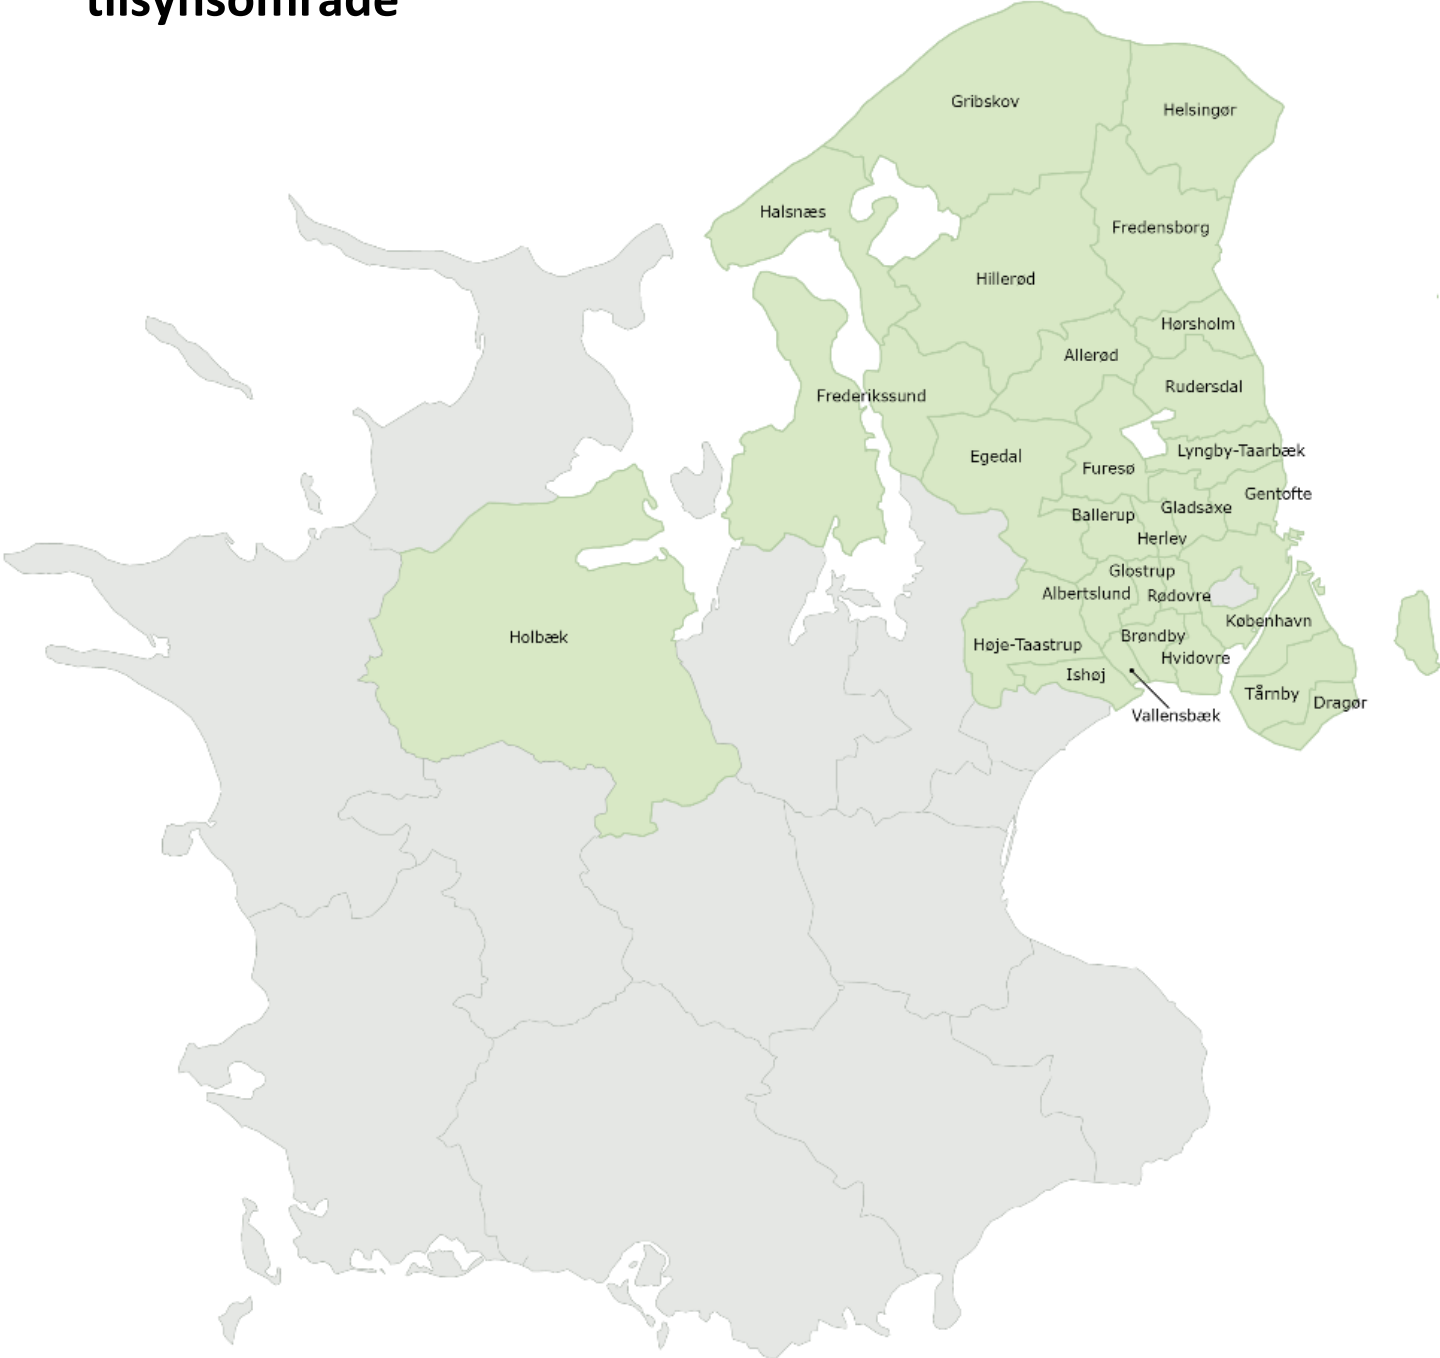 tilsynsområde
Gribskov
Helsingør
Halsnæs
Fredensborg
Hillerød
Hørsholm
Allerød
Rudersdal
Frederikssund
Lyngby-Taarbæk
Egedal
Furesø
Gentofte
Gladsaxe
Ballerup
Herlev
Glostrup
Albertslund
Rødovre
København
Holbæk
Brøndby
Høje-Taastrup
Hvidovre
Ishøj
Tårnby
Dragør
Vallensbæk